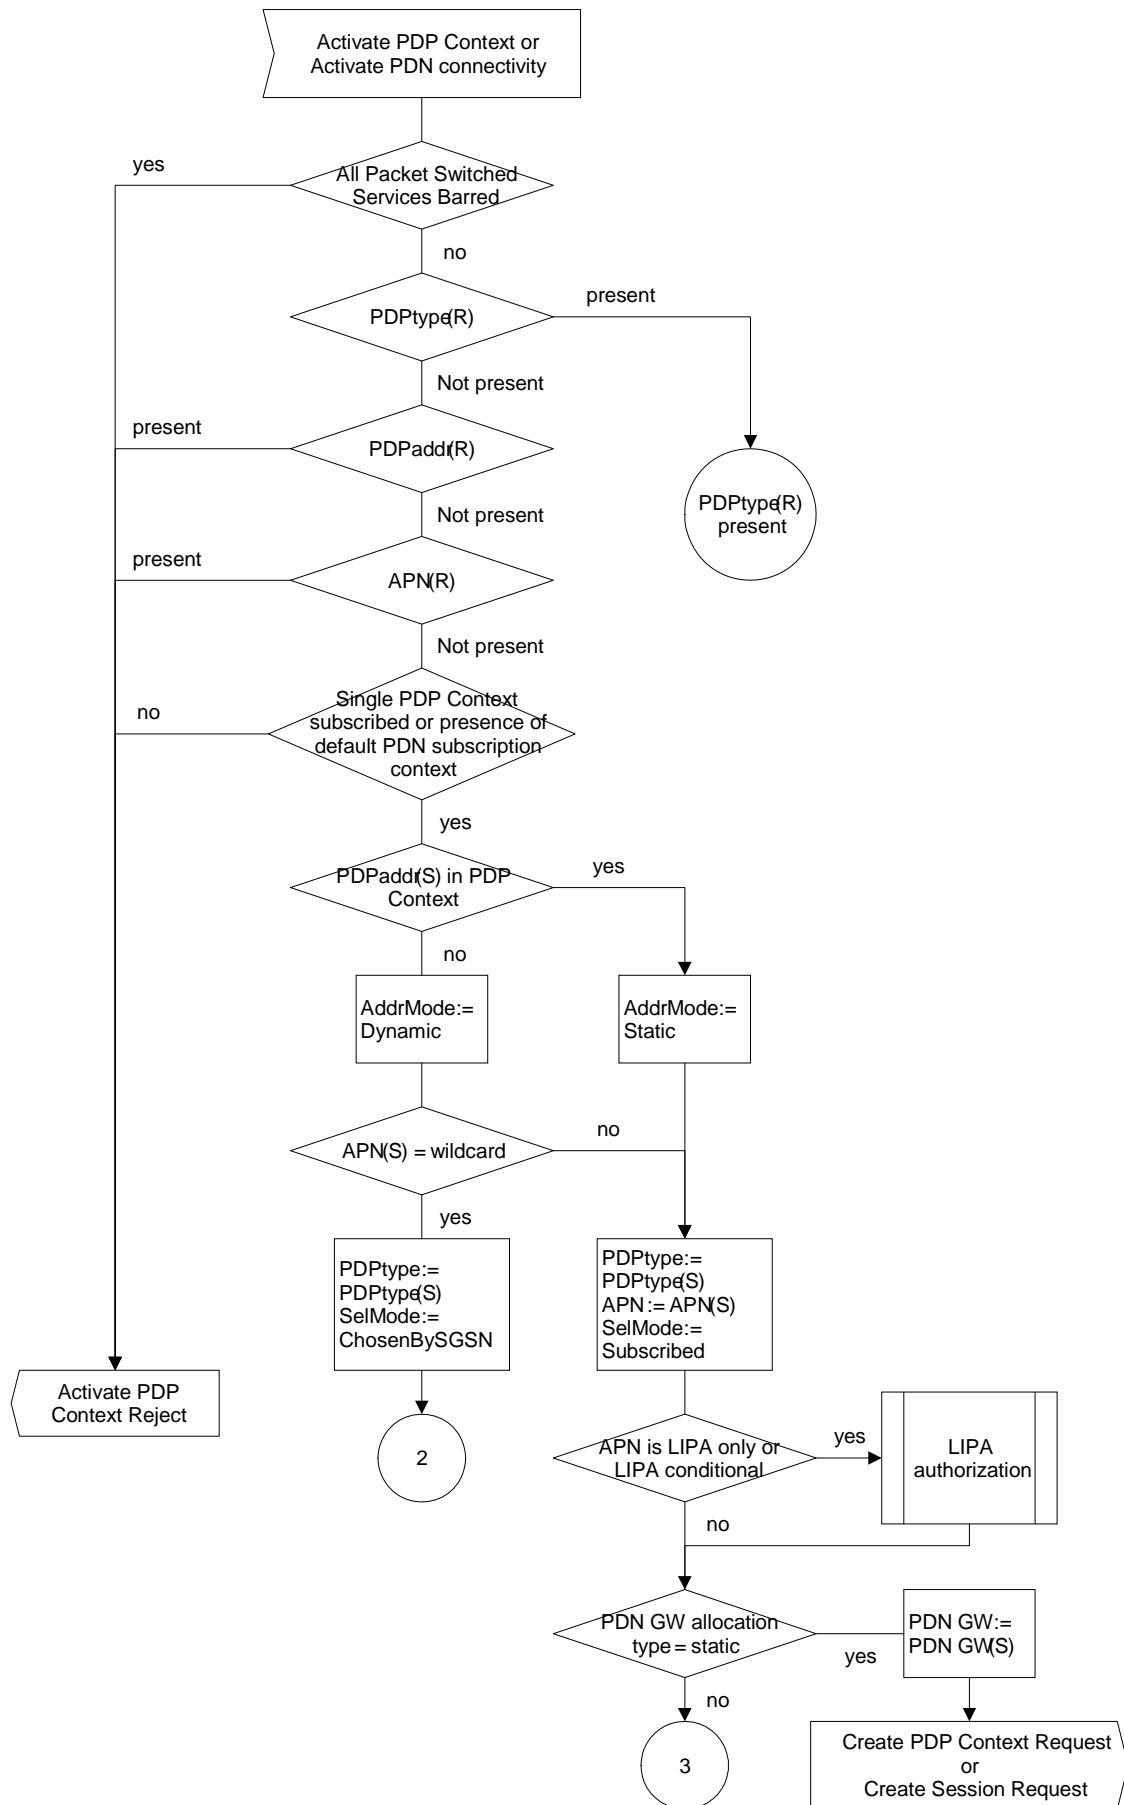 Activate PDP Context or
Activate PDN connectivity
yes
All Packet Switched
Services Barred
no
present
PDPtype(R)
Not present
present
PDPaddr(R)
PDPtype(R)
present
Not present
present
APN(R)
Not present
Single PDP Context
subscribed or presence of
default PDN subscription
context
no
yes
PDPaddr(S) in PDP
Context
yes
no
AddrMode:=
Dynamic
AddrMode:=
Static
APN(S) = wildcard
no
yes
PDPtype:=
PDPtype(S)
SelMode:=
ChosenBySGSN
PDPtype:=
PDPtype(S)
APN := APN(S)
SelMode:=
Subscribed
Activate PDP
Context Reject
2
APN is LIPA only or
LIPA conditional
yes
LIPA
authorization
no
PDN GW allocation
type = static
yes
PDN GW:=
PDN GW(S)
no
3
Create PDP Context Request
or
Create Session Request